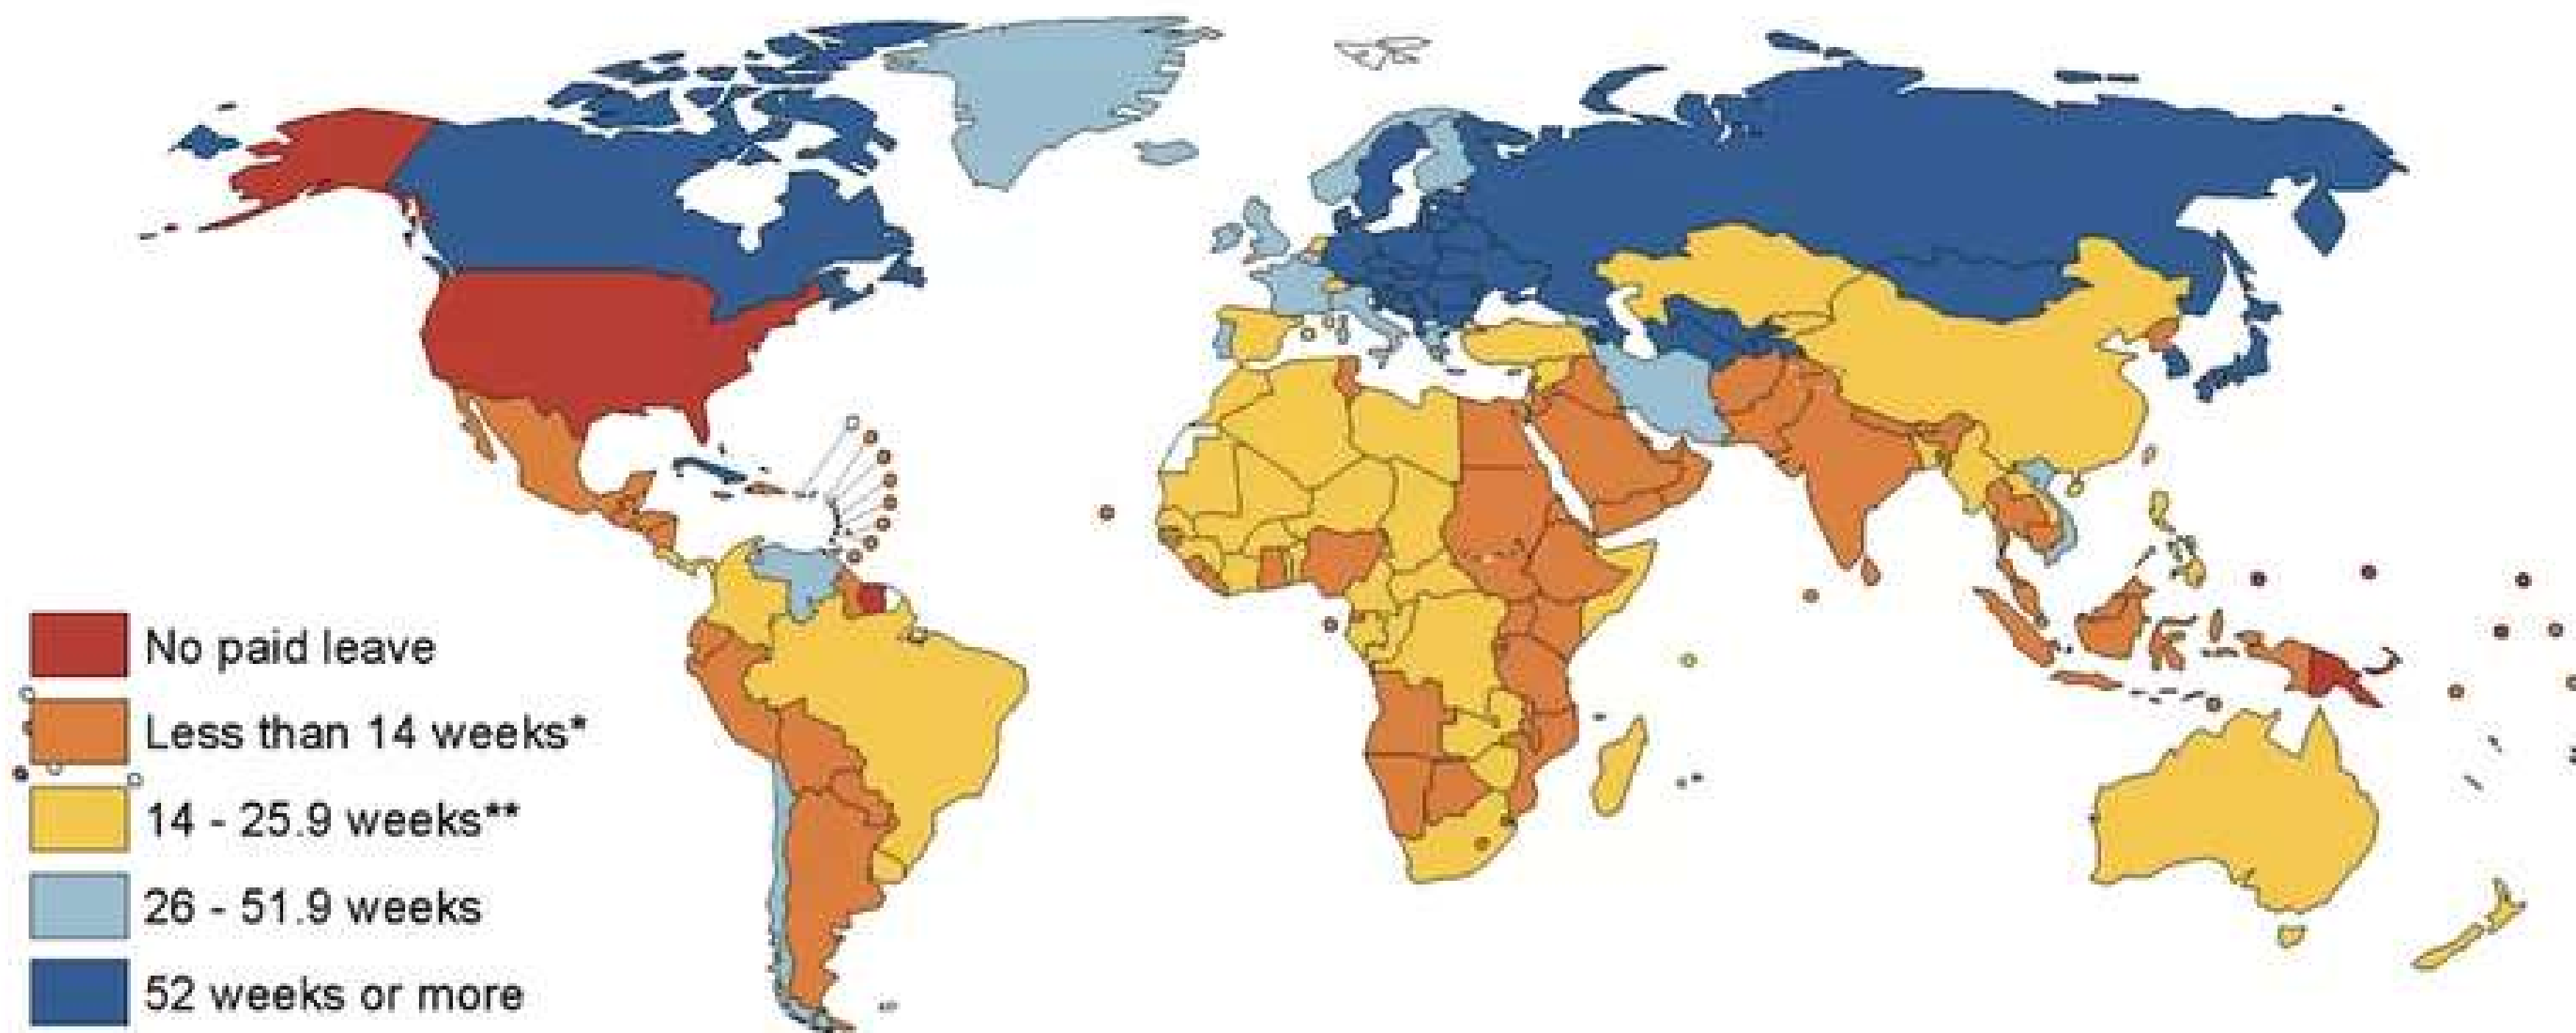 No paid leave
Less than 14 weeks*
14 - 25.9 weeks**
26 - 51.9 weeks
52 weeks or more